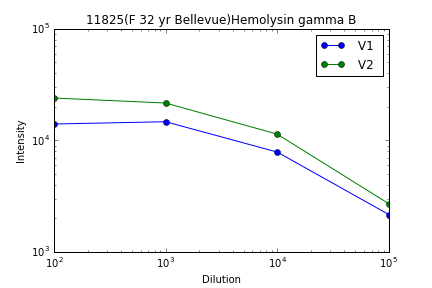 11825(F 32 yr Bellevue)Hemolysin gamma B
10^5
10^4
10^3
Intensity
V1
V2
10^2
10^3
10^4
10^5
Dilution